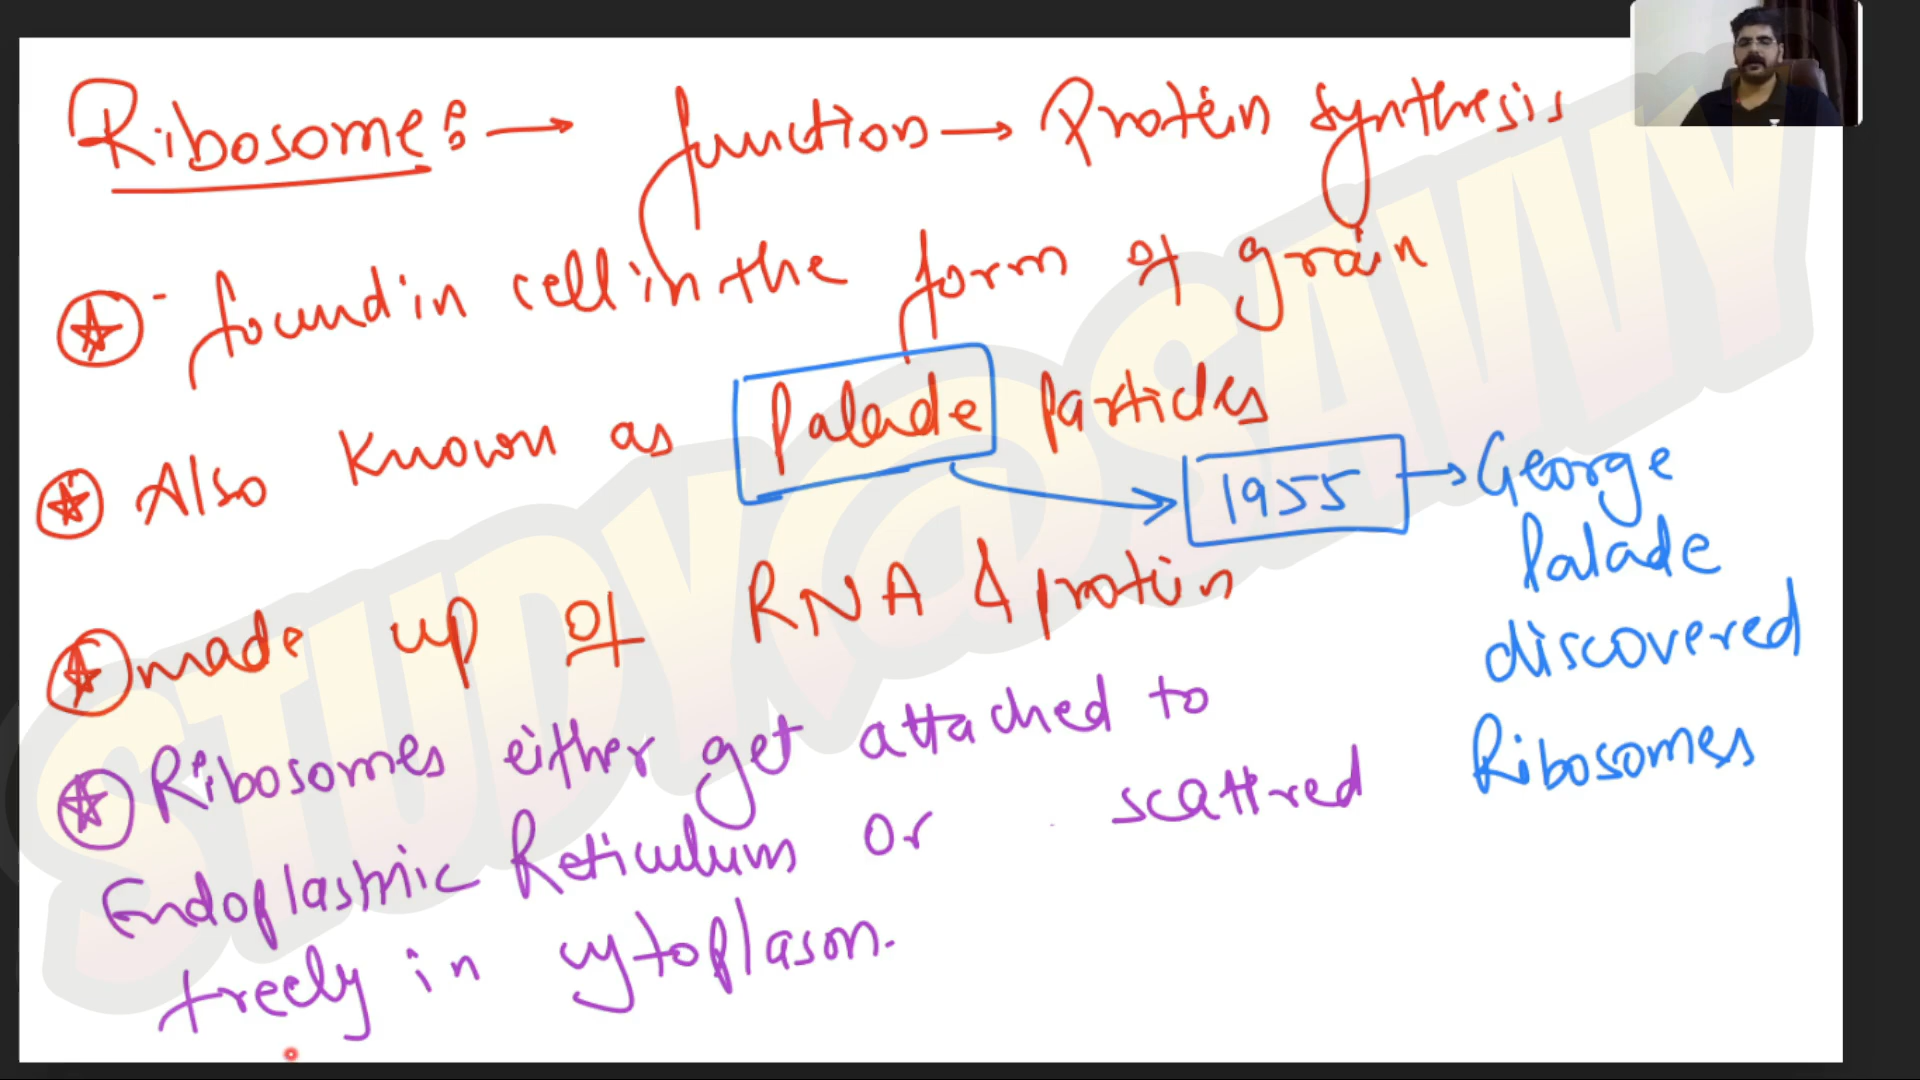 Ribosome: → function → Protein synthesis
- found in cell in the form of grain
Also known as Palade Particles
1955 → George
Palade
discovered
Ribosomes
made up of RNA & protein
Ribosomes either get attached to
Endoplasmic Reticulum or scattred
freely in cytoplasm.
STUDY@SAVVY